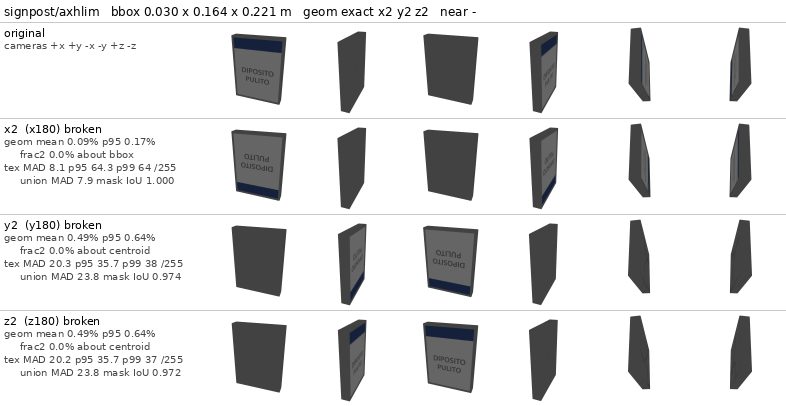 signpost/axhlim   bbox 0.030 x 0.164 x 0.221 m   geom exact x2 y2 z2   near -
original
cameras +x +y -x -y +z -z
DIPOSITO
PULITO
x2  (x180) broken
geom mean 0.09% p95 0.17%
frac2 0.0% about bbox
tex MAD 8.1 p95 64.3 p99 64 /255
union MAD 7.9 mask IoU 1.000
DIPOSITO
PULITO
y2  (y180) broken
geom mean 0.49% p95 0.64%
frac2 0.0% about centroid
tex MAD 20.3 p95 35.7 p99 38 /255
union MAD 23.8 mask IoU 0.974
DIPOSITO
PULITO
z2  (z180) broken
geom mean 0.49% p95 0.64%
frac2 0.0% about centroid
tex MAD 20.2 p95 35.7 p99 37 /255
union MAD 23.8 mask IoU 0.972
DIPOSITO
PULITO